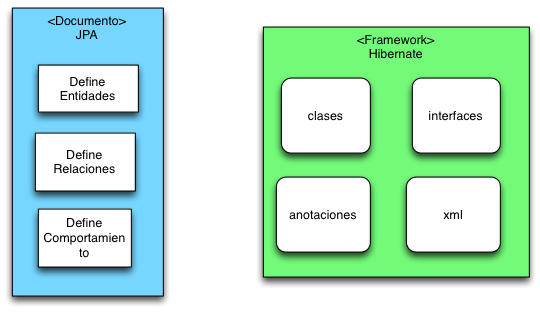 <Documento>
JPA
Define
Entidades
Define
Relaciones
Define
Comportamien
to
<Framework>
Hibernate
clases
interfaces
anotaciones
xml